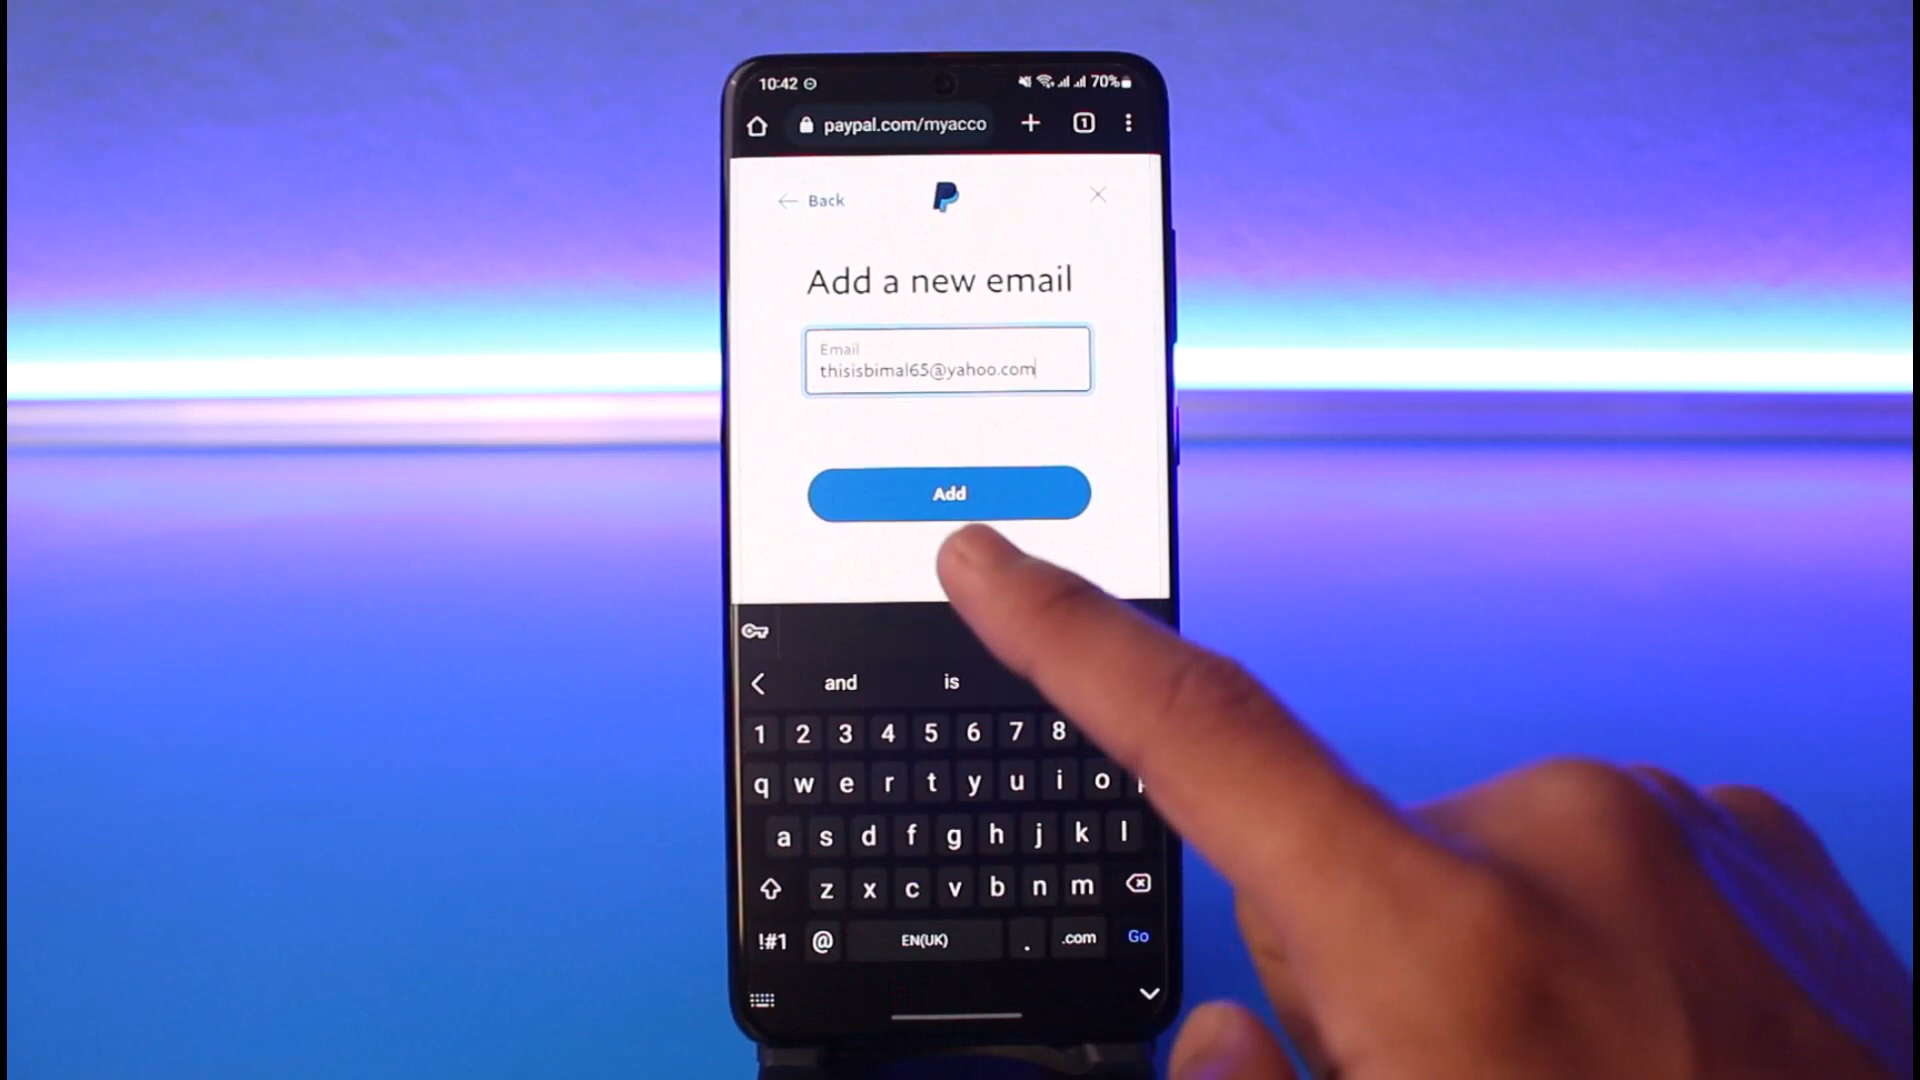 10:42 70%
paypal.com/myacco 1
Back
Add a new email
Email
thisisbimal65@yahoo.com
Add
and is
1 2 3 4 5 6 7 8
q w e r t y u i o
a s d f g h j k l
z x c v b n m
!#1 @ EN(UK) . .com Go